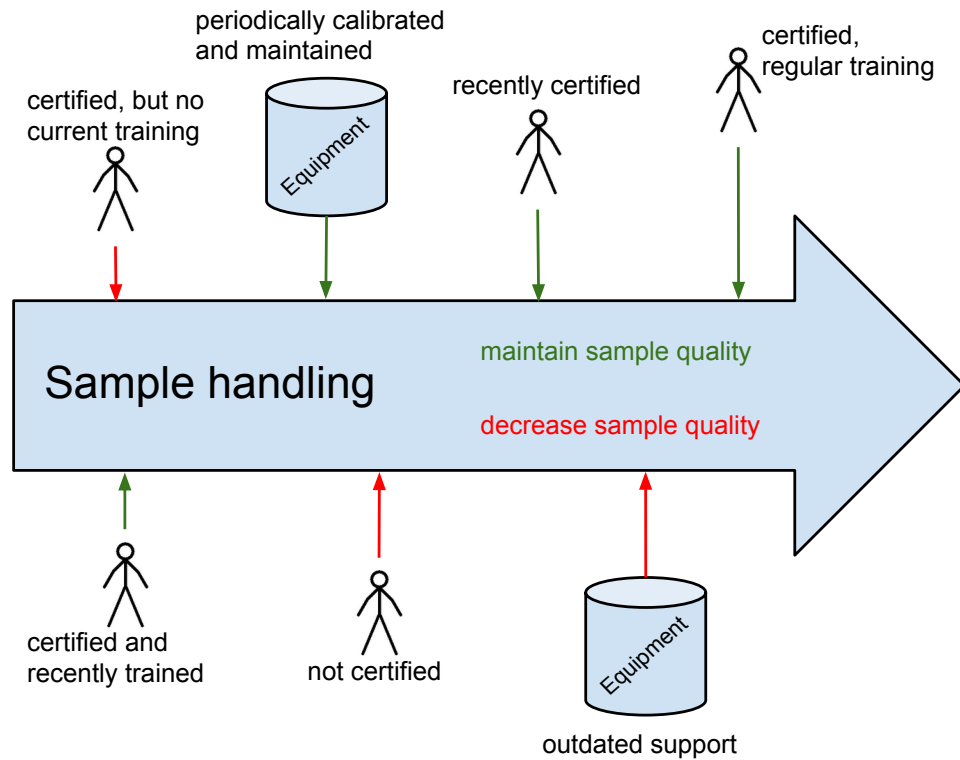 periodically calibrated
and maintained
certified,
regular training
recently certified
certified, but no
current training
Equipment
maintain sample quality
Sample handling
decrease sample quality
certified and
recently trained
not certified
Equipment
outdated support